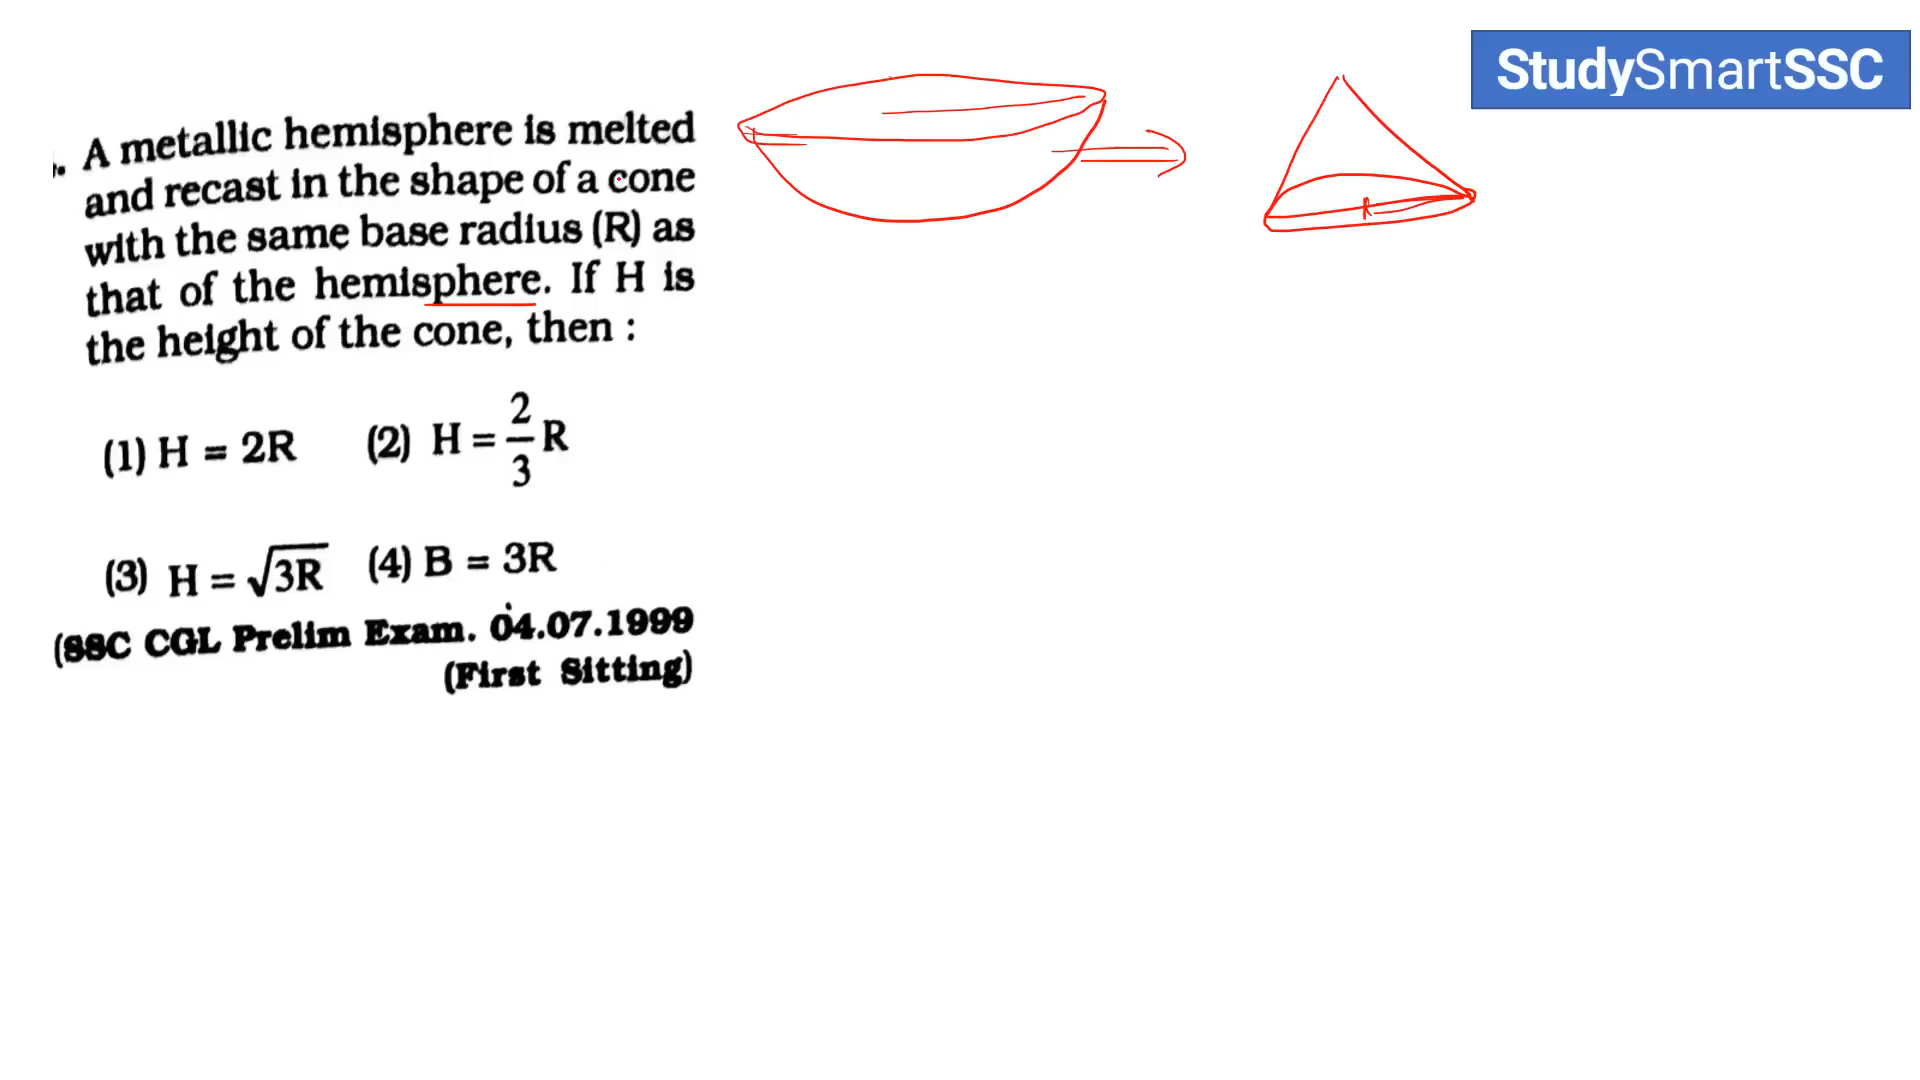 StudySmartSSC
. A metallic hemisphere is melted
and recast in the shape of a cone
with the same base radius (R) as
that of the hemisphere. If H is
the height of the cone, then :
(1) H = 2R (2) H = 2/3 R
(3) H = √3R (4) B = 3R
(SSC CGL Prelim Exam. 04.07.1999
(First Sitting)
R